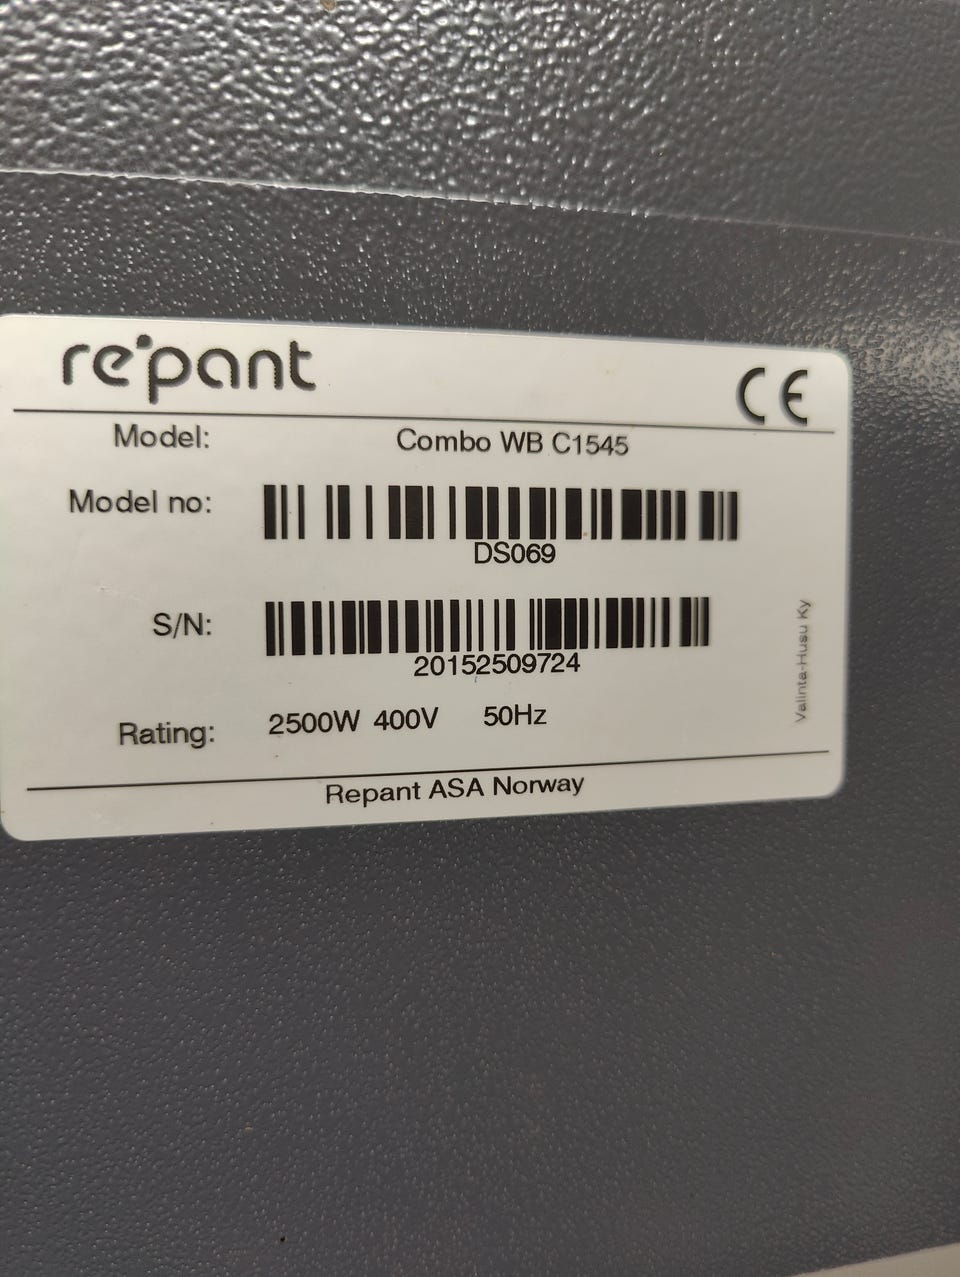 re'pant
CE
Model: Combo WB C1545
Model no:
DS069
S/N:
20152509724
Rating: 2500W 400V 50Hz
Valinta-Husu Ky
Repant ASA Norway